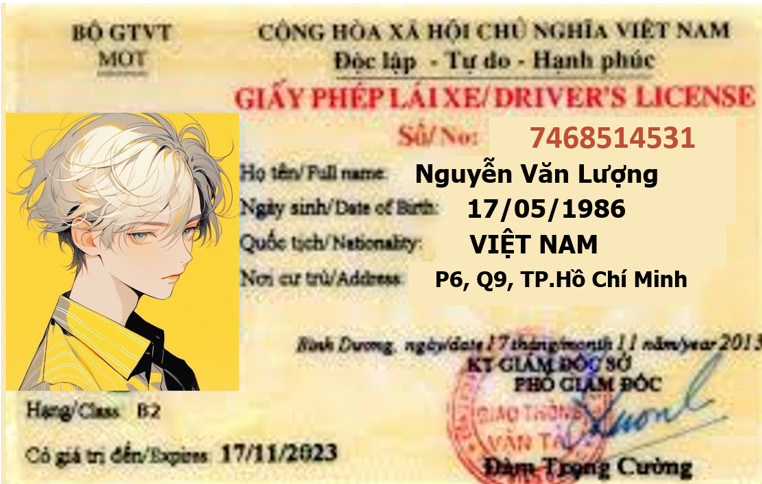 BỘ GTVT
MOT
CỘNG HÒA XÃ HỘI CHỦ NGHĨA VIỆT NAM
Độc lập - Tự do - Hạnh phúc
GIẤY PHÉP LÁI XE/DRIVER'S LICENSE
Số/No: 7468514531
Họ tên/Full name: Nguyễn Văn Lượng
Ngày sinh/Date of Birth: 17/05/1986
Quốc tịch/Nationality: VIỆT NAM
Nơi cư trú/Address: P6, Q9, TP.Hồ Chí Minh
Bình Dương, ngày/date 17 tháng/month 11 năm/year 2013
KT GIÁM ĐỐC SỞ
PHÓ GIÁM ĐỐC
GIAO THÔNG
VẬN TẢI
Đàm Trọng Cường
Hạng/Class B2
Có giá trị đến/Expires: 17/11/2023